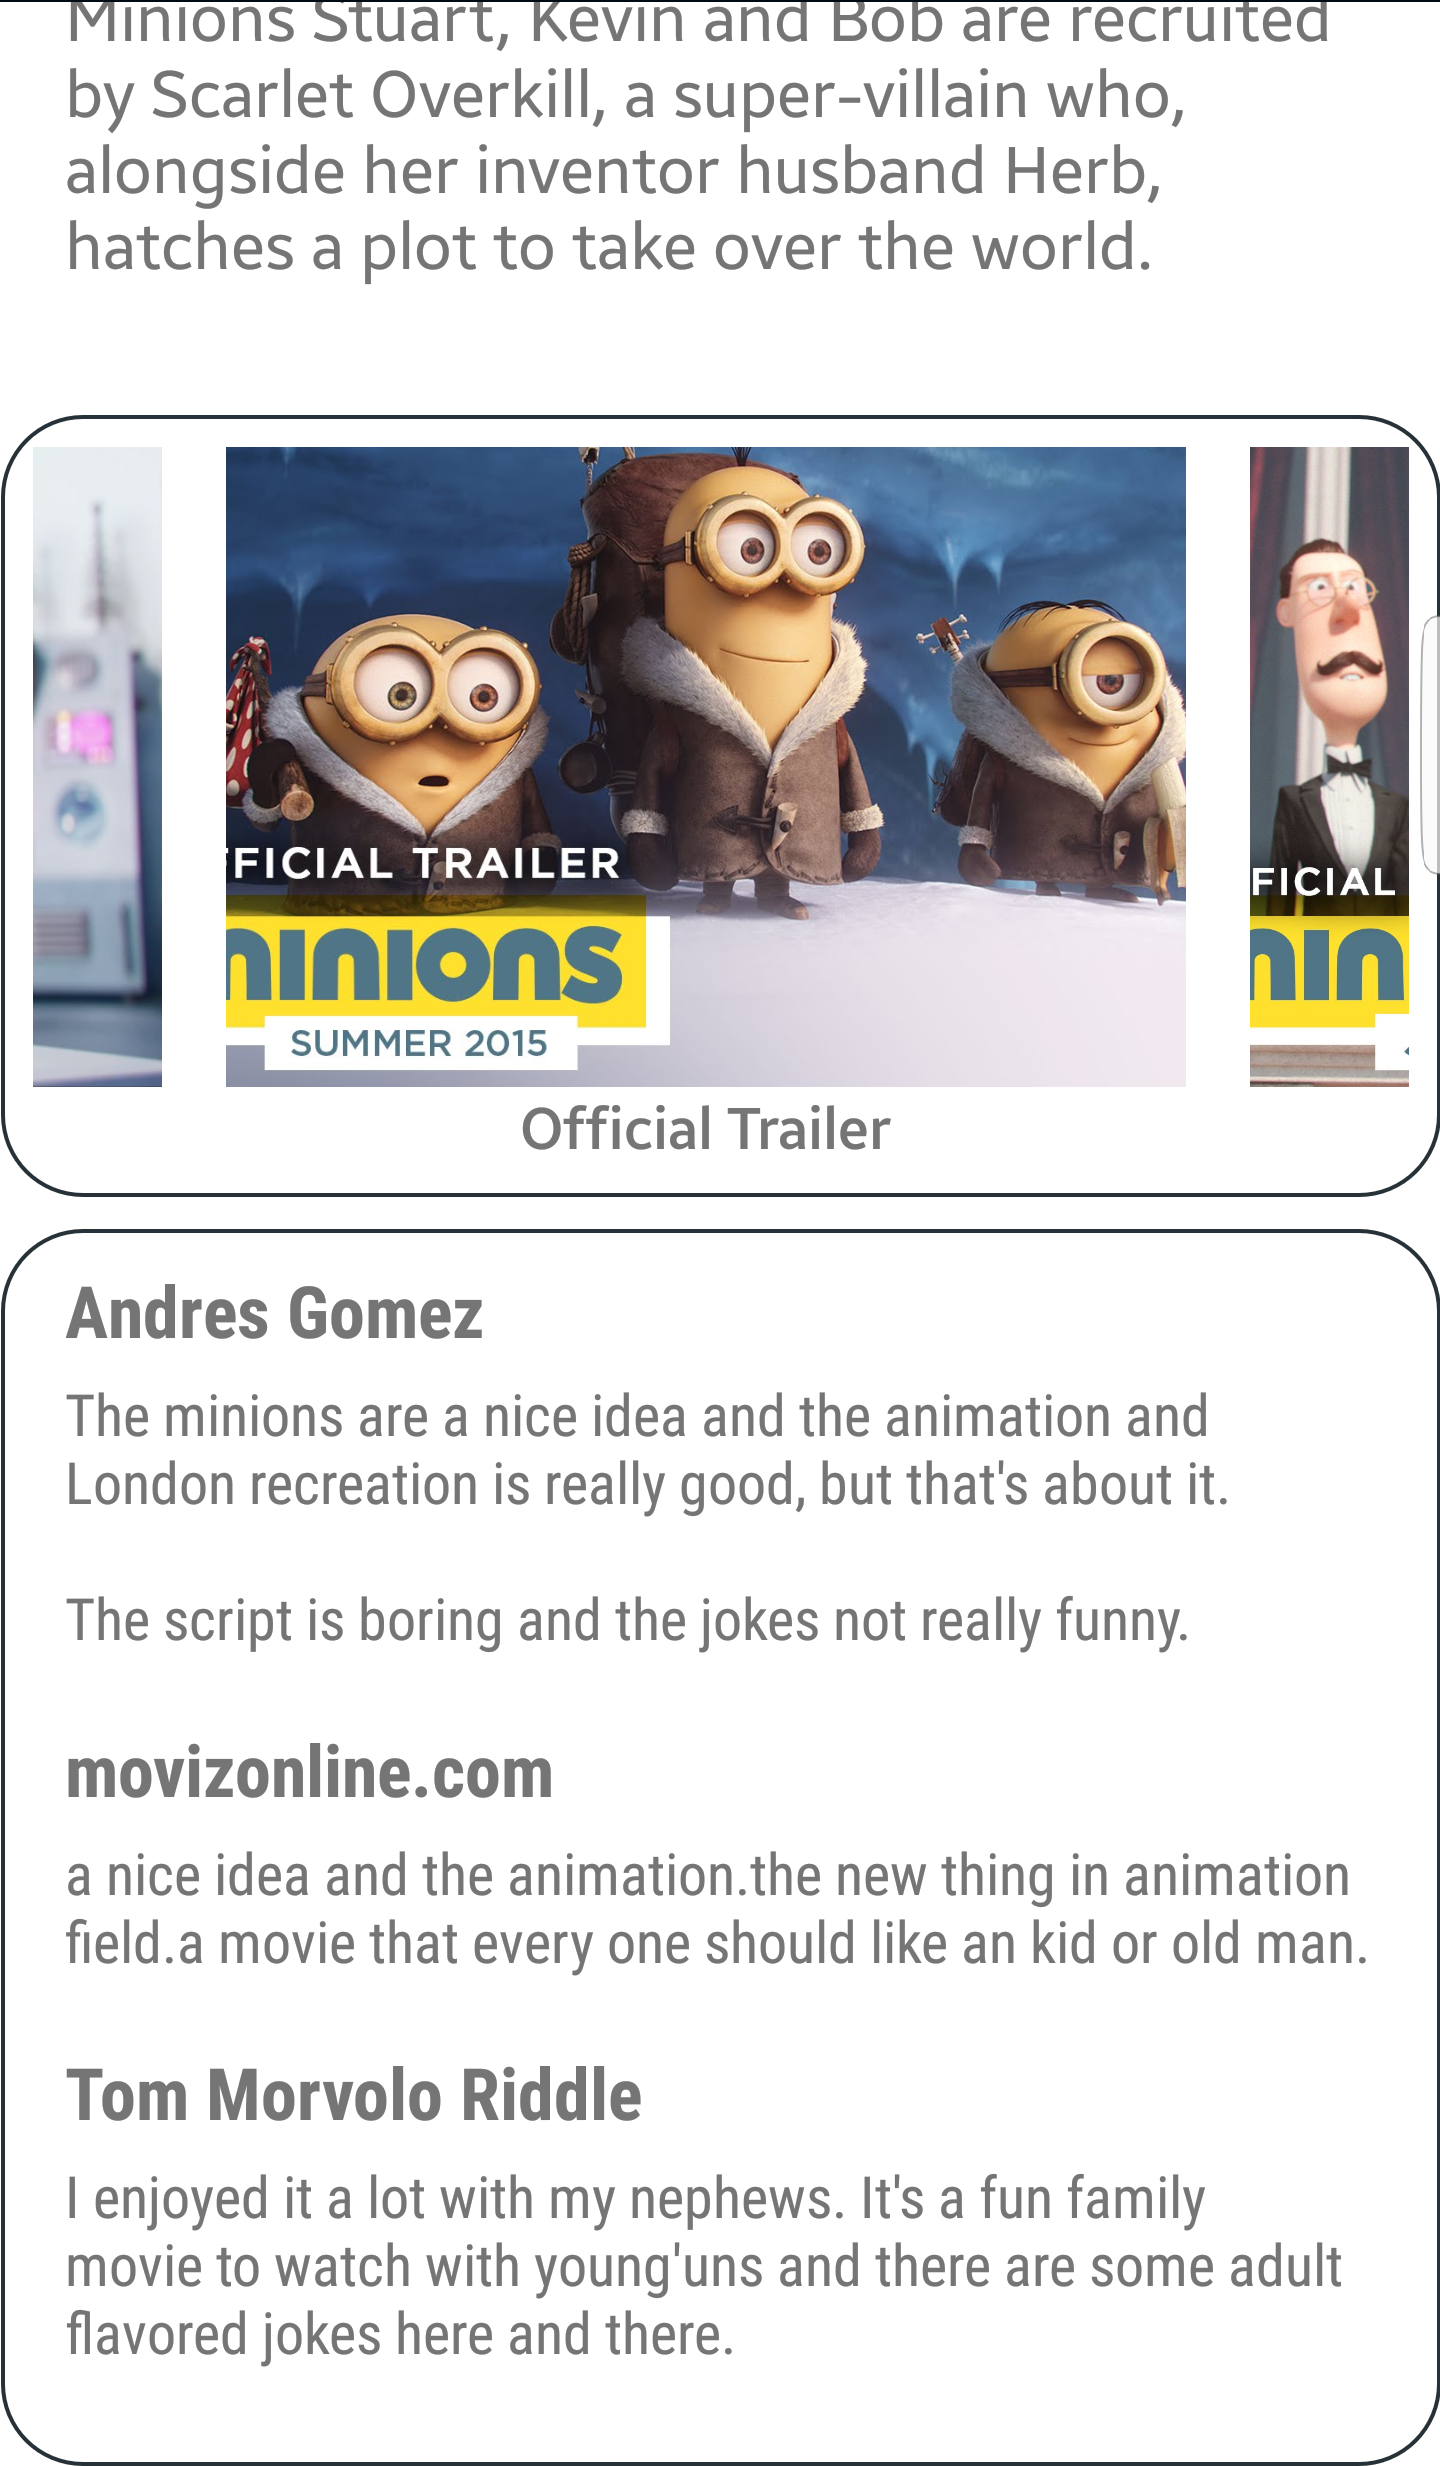 Minions Stuart, Kevin and Bob are recruited
by Scarlet Overkill, a super-villain who,
alongside her inventor husband Herb,
hatches a plot to take over the world.
FFICIAL TRAILER
MINIONS
SUMMER 2015
FICIAL
MIN
Official Trailer
Andres Gomez
The minions are a nice idea and the animation and
London recreation is really good, but that's about it.
The script is boring and the jokes not really funny.
movizonline.com
a nice idea and the animation.the new thing in animation
field.a movie that every one should like an kid or old man.
Tom Morvolo Riddle
I enjoyed it a lot with my nephews. It's a fun family
movie to watch with young'uns and there are some adult
flavored jokes here and there.